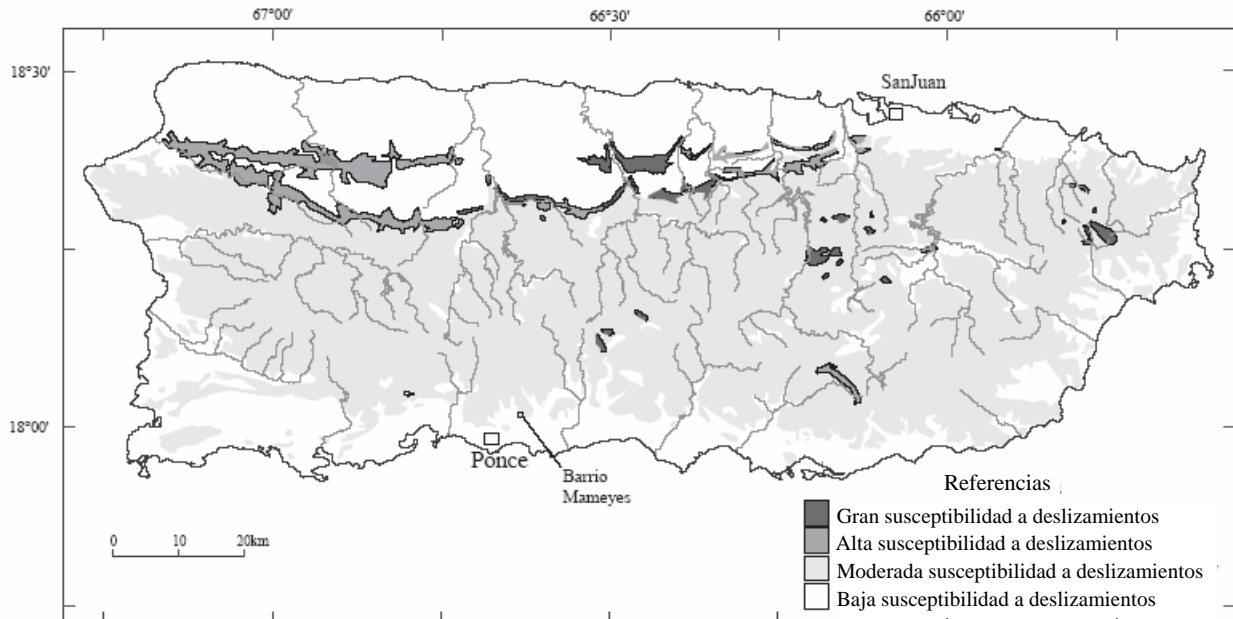 67°00'
66°30'
66°00'
18°30'
SanJuan
18°00'
Ponce
Barrio
Mameyes
0 10 20km
Referencias
Gran susceptibilidad a deslizamientos
Alta susceptibilidad a deslizamientos
Moderada susceptibilidad a deslizamientos
Baja susceptibilidad a deslizamientos